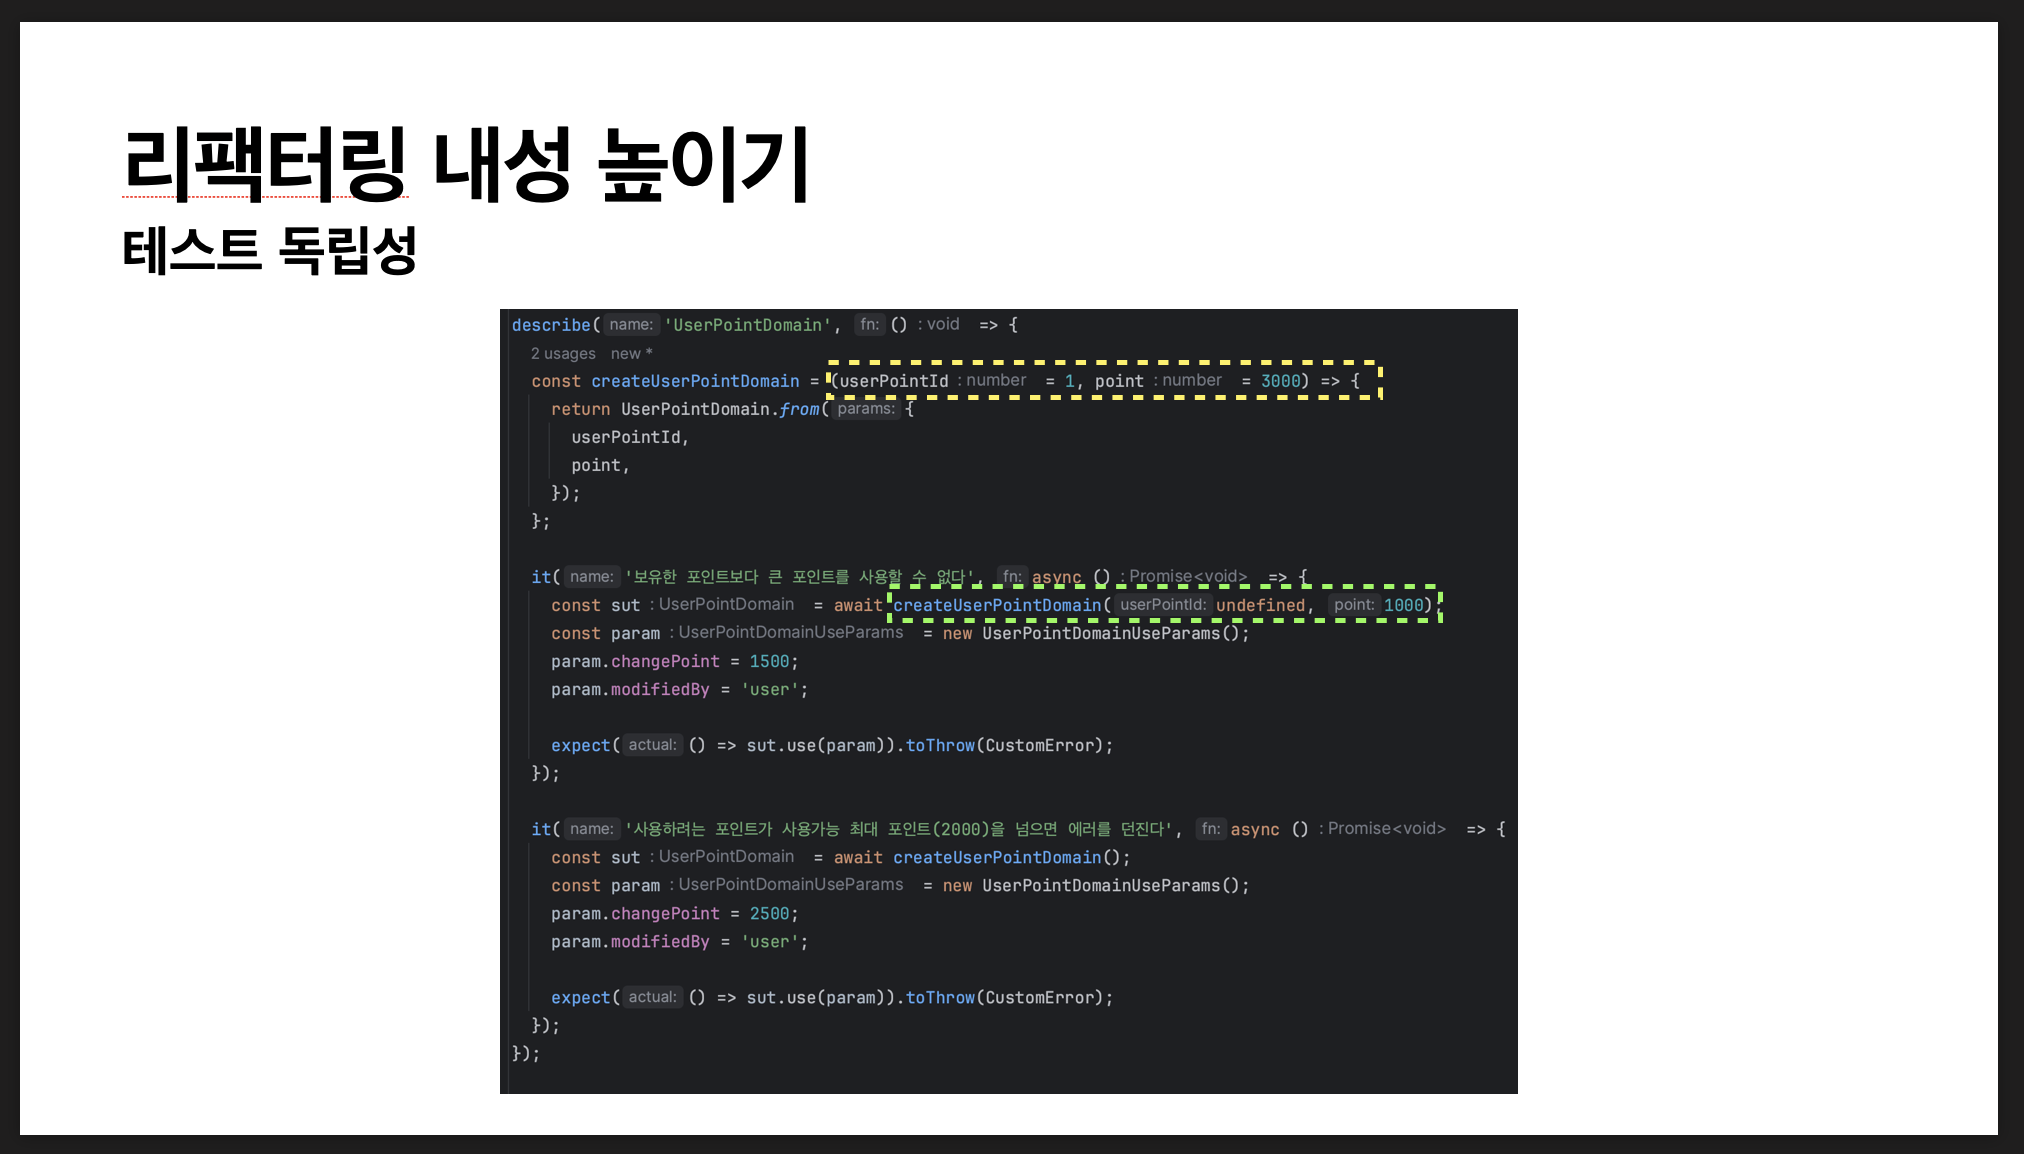 리팩터링 내성 높이기
테스트 독립성
describe( name: 'UserPointDomain', fn: () : void => {
2 usages new *
const createUserPointDomain = (userPointId : number = 1, point : number = 3000) => {
return UserPointDomain.from( params: {
userPointId,
point,
});
};
it( name: '보유한 포인트보다 큰 포인트를 사용할 수 없다', fn: async () : Promise<void> => {
const sut : UserPointDomain = await createUserPointDomain( userPointId: undefined, point: 1000);
const param : UserPointDomainUseParams = new UserPointDomainUseParams();
param.changePoint = 1500;
param.modifiedBy = 'user';
expect( actual: () => sut.use(param)).toThrow(CustomError);
});
it( name: '사용하려는 포인트가 사용가능 최대 포인트(2000)을 넘으면 에러를 던진다', fn: async () : Promise<void> => {
const sut : UserPointDomain = await createUserPointDomain();
const param : UserPointDomainUseParams = new UserPointDomainUseParams();
param.changePoint = 2500;
param.modifiedBy = 'user';
expect( actual: () => sut.use(param)).toThrow(CustomError);
});
});